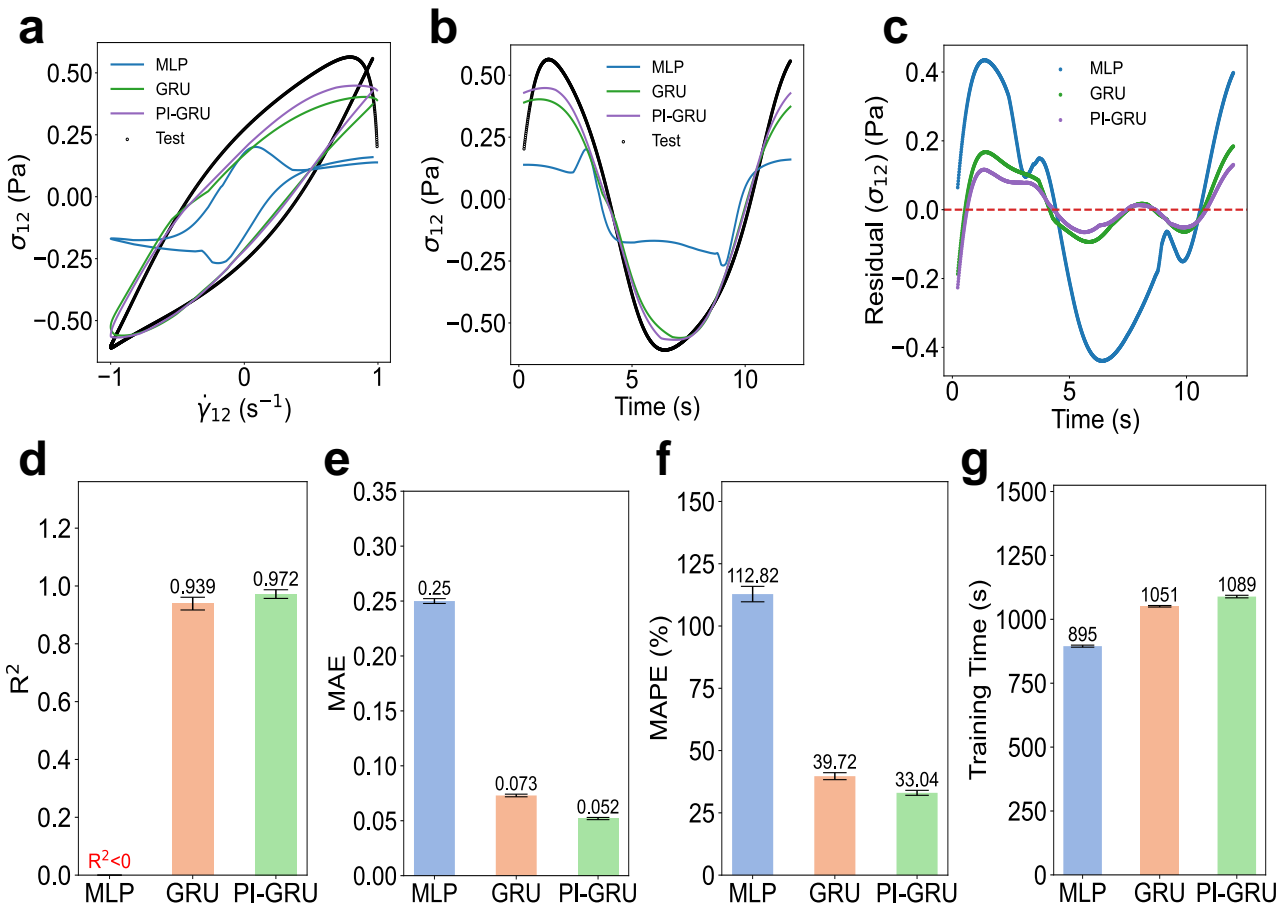 a
σ₁₂ (Pa)
0.50
0.25
0.00
−0.25
−0.50
MLP
GRU
PI-GRU
Test
−1
0
1
γ̇₁₂ (s⁻¹)
b
σ₁₂ (Pa)
0.50
0.25
0.00
−0.25
−0.50
MLP
GRU
PI-GRU
Test
0
5
10
Time (s)
c
Residual (σ₁₂) (Pa)
0.4
0.2
0.0
−0.2
−0.4
MLP
GRU
PI-GRU
0
5
10
Time (s)
d
R²
1.2
1.0
0.8
0.6
0.4
0.2
0.0
R²<0
0.939
0.972
MLP GRU PI-GRU
e
MAE
0.35
0.30
0.25
0.20
0.15
0.10
0.05
0.00
0.25
0.073
0.052
MLP GRU PI-GRU
f
MAPE (%)
150
125
100
75
50
25
0
112.82
39.72
33.04
MLP GRU PI-GRU
g
Training Time (s)
1500
1250
1000
750
500
250
0
895
1051
1089
MLP GRU PI-GRU